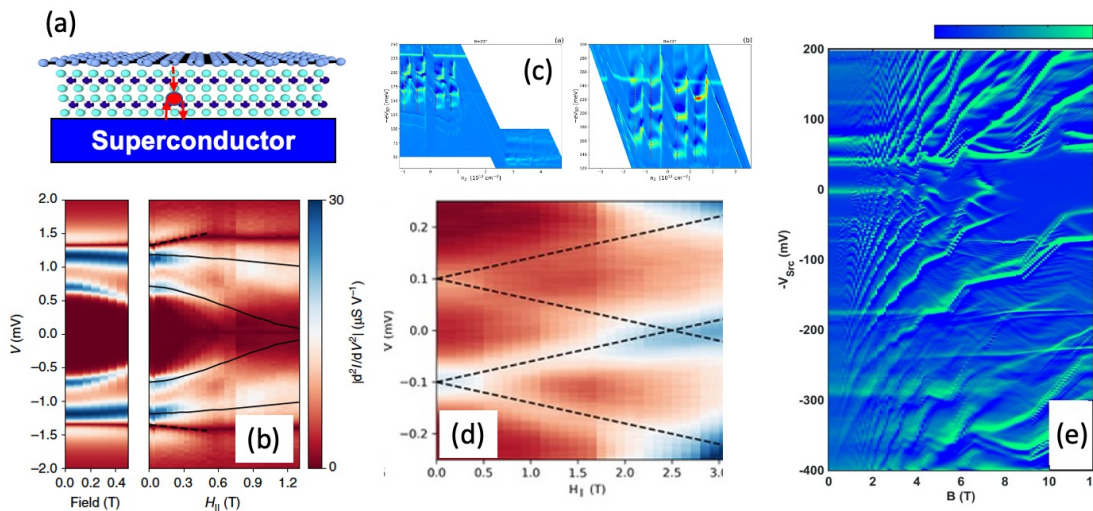 (a)
Superconductor
(b)
2.0
1.5
1.0
0.5
0.0
−0.5
−1.0
−1.5
−2.0
V (mV)
0.0 0.2 0.4
Field (T)
0.0 0.3 0.6 0.9 1.2
H|| (T)
30
0
|d²I/dV²| (μS V⁻¹)
(c)
(a)
(b)
(d)
0.2
0.1
0.0
−0.1
−0.2
V (mV)
0.0 0.5 1.0 1.5 2.0 2.5 3.0
H|| (T)
(e)
200
100
0
-100
-200
-300
-400
-V_Src (mV)
0 2 4 6 8 10 12
B (T)